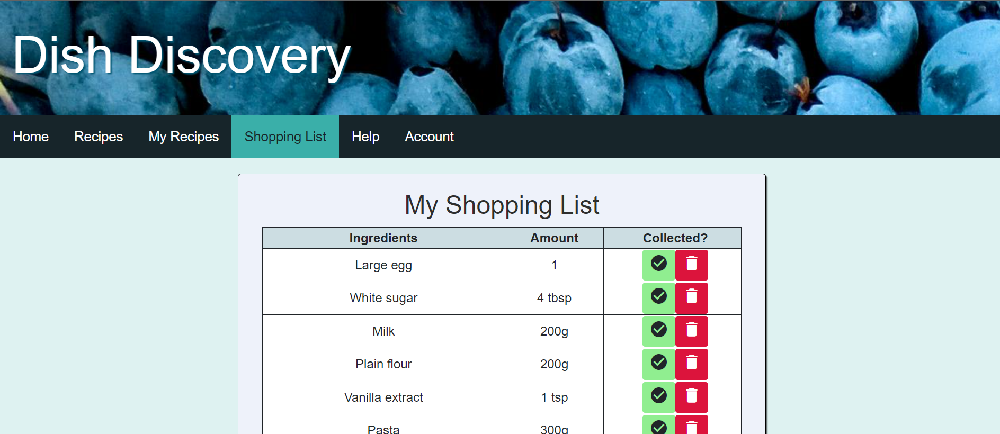 Dish Discovery
Home Recipes My Recipes Shopping List Help Account
My Shopping List
Ingredients Amount Collected?
Large egg 1
White sugar 4 tbsp
Milk 200g
Plain flour 200g
Vanilla extract 1 tsp
Pasta 300g